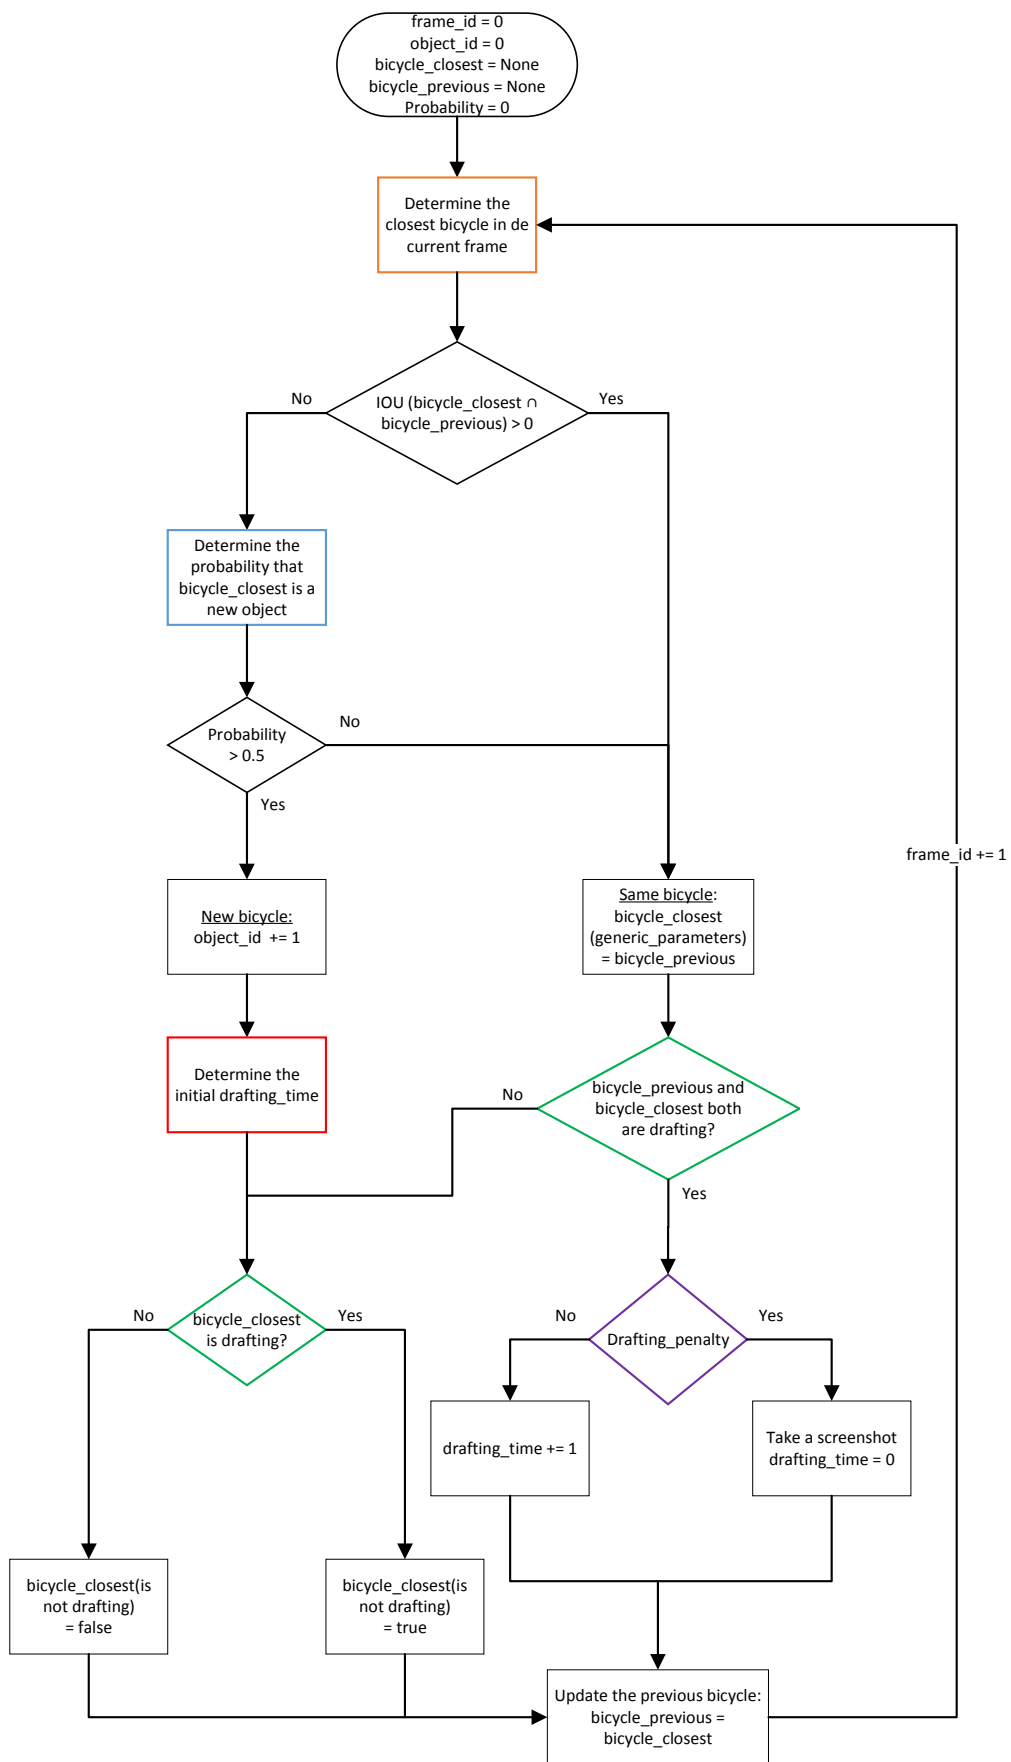 frame_id = 0
object_id = 0
bicycle_closest = None
bicycle_previous = None
Probability = 0
Determine the
closest bicycle in de
current frame
No
IOU (bicycle_closest ∩
bicycle_previous) > 0
Yes
Determine the
probability that
bicycle_closest is a
new object
Probability
> 0.5
No
Yes
frame_id += 1
New bicycle:
object_id += 1
Same bicycle:
bicycle_closest
(generic_parameters)
= bicycle_previous
Determine the
initial drafting_time
No
bicycle_previous and
bicycle_closest both
are drafting?
Yes
No
bicycle_closest
is drafting?
Yes
No
Drafting_penalty
Yes
drafting_time += 1
Take a screenshot
drafting_time = 0
bicycle_closest(is
not drafting)
= false
bicycle_closest(is
not drafting)
= true
Update the previous bicycle:
bicycle_previous =
bicycle_closest